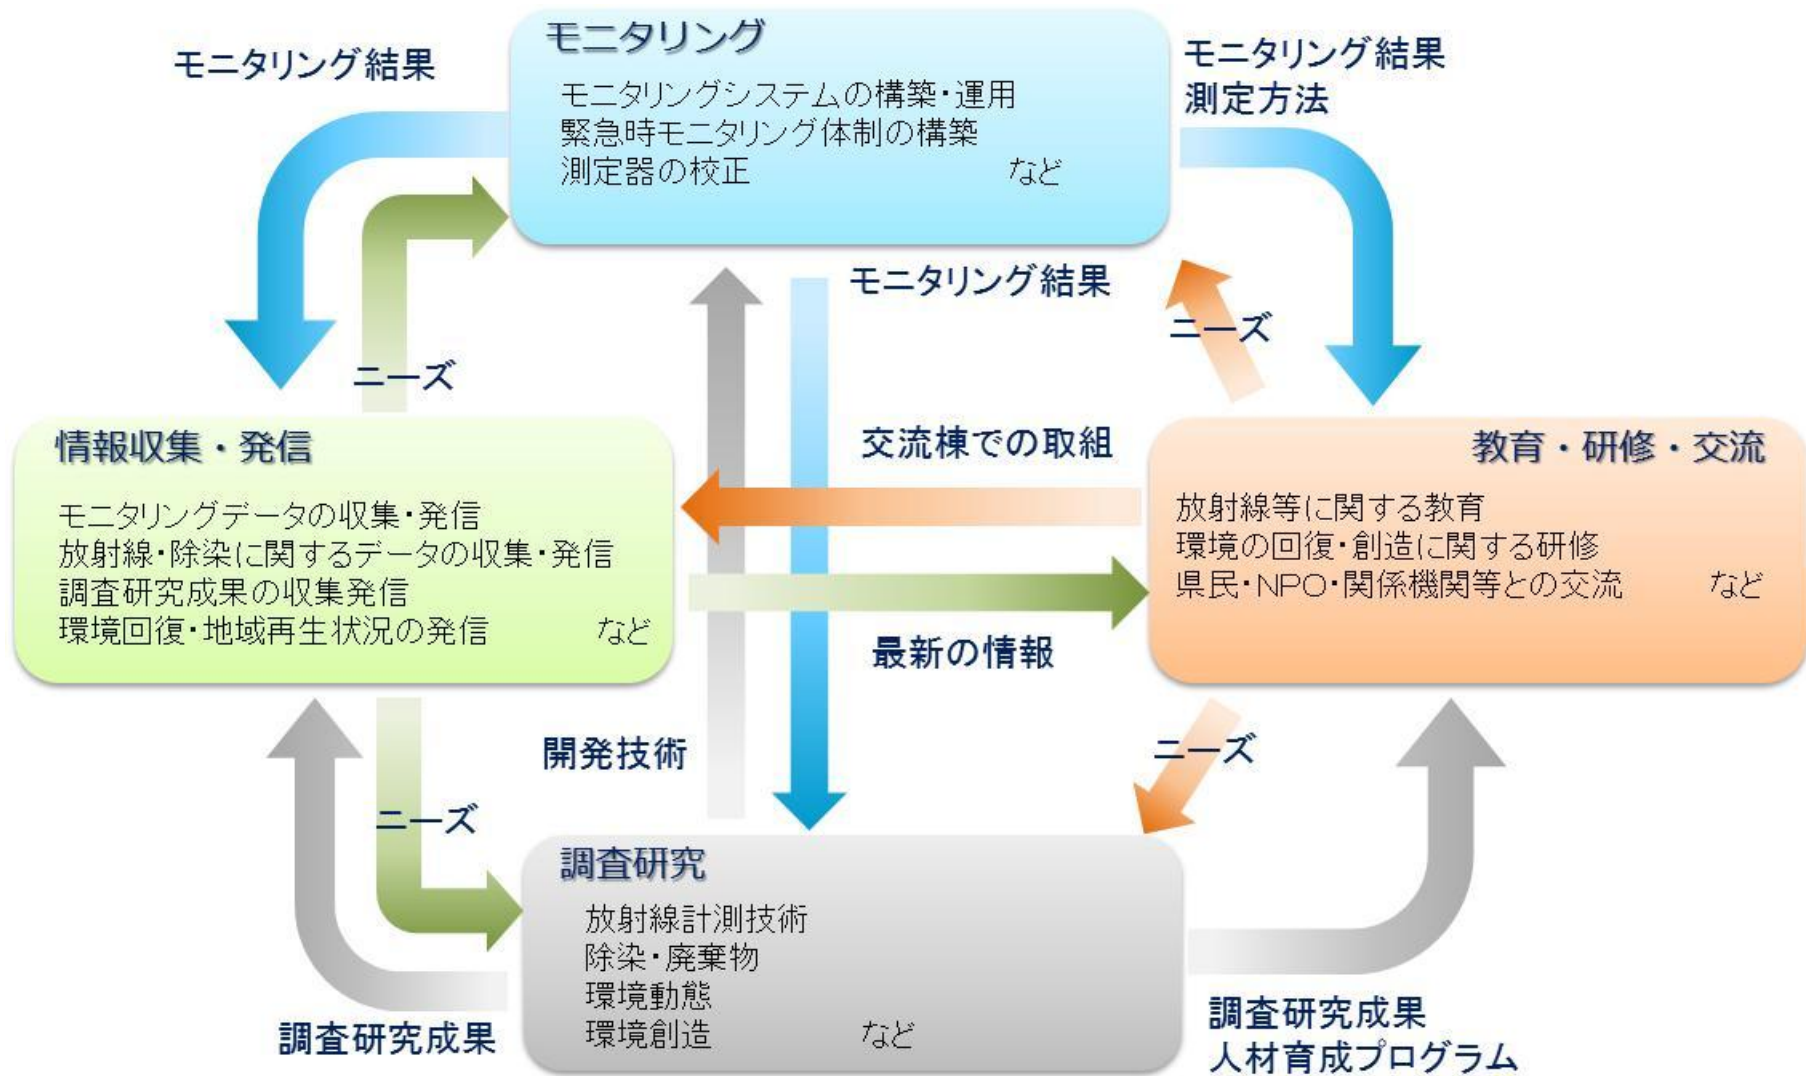 モニタリング
モニタリングシステムの構築・運用
緊急時モニタリング体制の構築
測定器の校正 など
モニタリング結果
モニタリング結果
測定方法
モニタリング結果
ニーズ
ニーズ
情報収集・発信
モニタリングデータの収集・発信
放射線・除染に関するデータの収集・発信
調査研究成果の収集発信
環境回復・地域再生状況の発信 など
交流棟での取組
最新の情報
教育・研修・交流
放射線等に関する教育
環境の回復・創造に関する研修
県民・NPO・関係機関等との交流 など
開発技術
ニーズ
ニーズ
調査研究
放射線計測技術
除染・廃棄物
環境動態
環境創造 など
調査研究成果
調査研究成果
人材育成プログラム